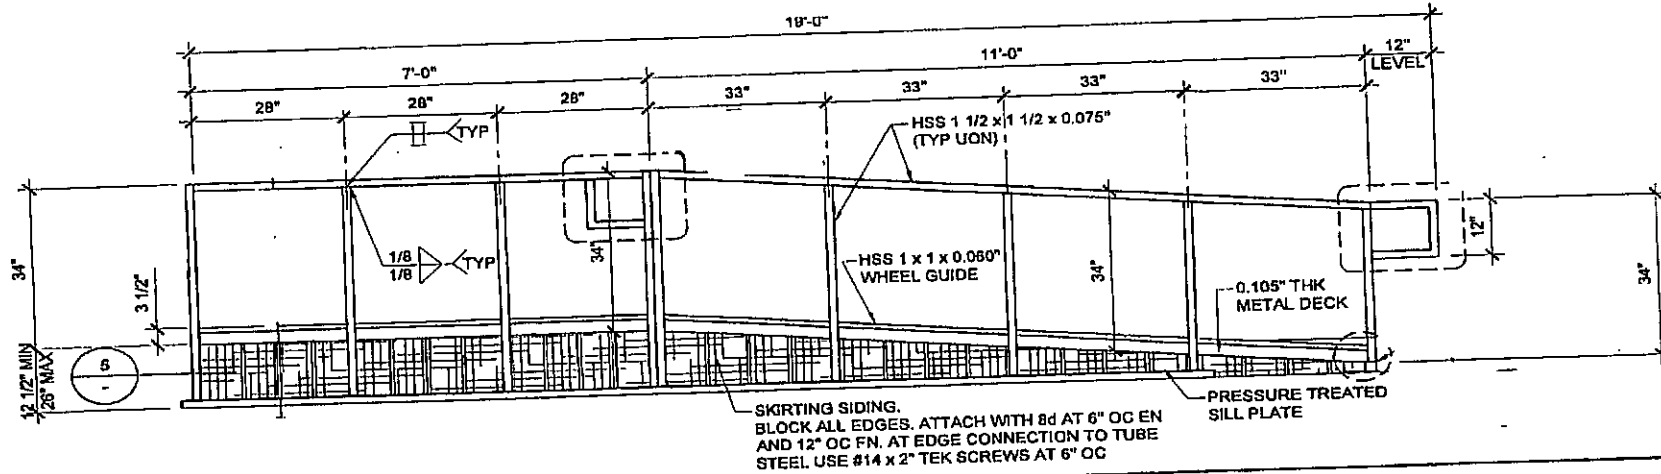 19'-0"
7'-0"
11'-0"
12"
LEVEL
28"
28"
28"
33"
33"
33"
33"
TYP
HSS 1 1/2 x 1 1/2 x 0.075"
(TYP UON)
34"
3 1/2"
12 1/2" MIN
26" MAX
1/8
1/8
TYP
34"
HSS 1 x 1 x 0.060"
WHEEL GUIDE
34"
0.105" THK
METAL DECK
12"
34"
5
-
SKIRTING SIDING.
BLOCK ALL EDGES. ATTACH WITH 8d AT 6" OC EN
AND 12" OC FN. AT EDGE CONNECTION TO TUBE
STEEL USE #14 x 2" TEK SCREWS AT 6" OC
PRESSURE TREATED
SILL PLATE